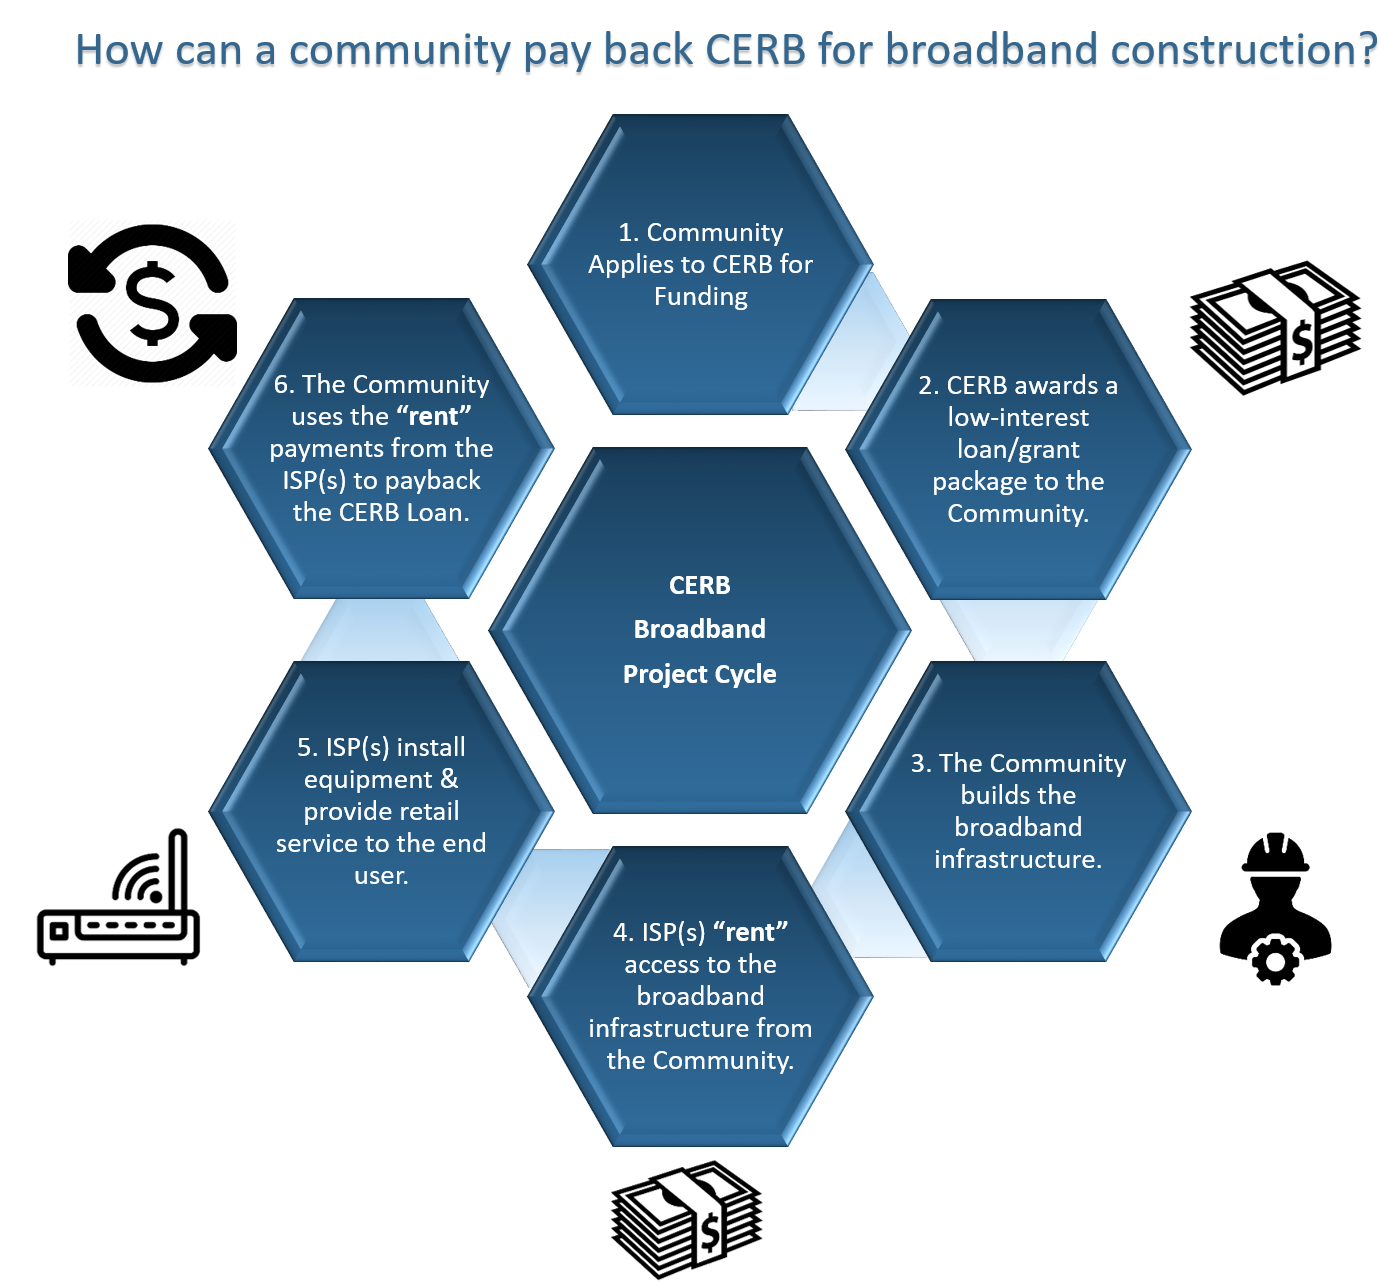 How can a community pay back CERB for broadband construction?
1. Community
Applies to CERB for
Funding
2. CERB awards a
low-interest
loan/grant
package to the
Community.
3. The Community
builds the
broadband
infrastructure.
4. ISP(s) “rent”
access to the
broadband
infrastructure from
the Community.
5. ISP(s) install
equipment &
provide retail
service to the end
user.
6. The Community
uses the “rent”
payments from the
ISP(s) to payback
the CERB Loan.
CERB
Broadband
Project Cycle
$
$
$